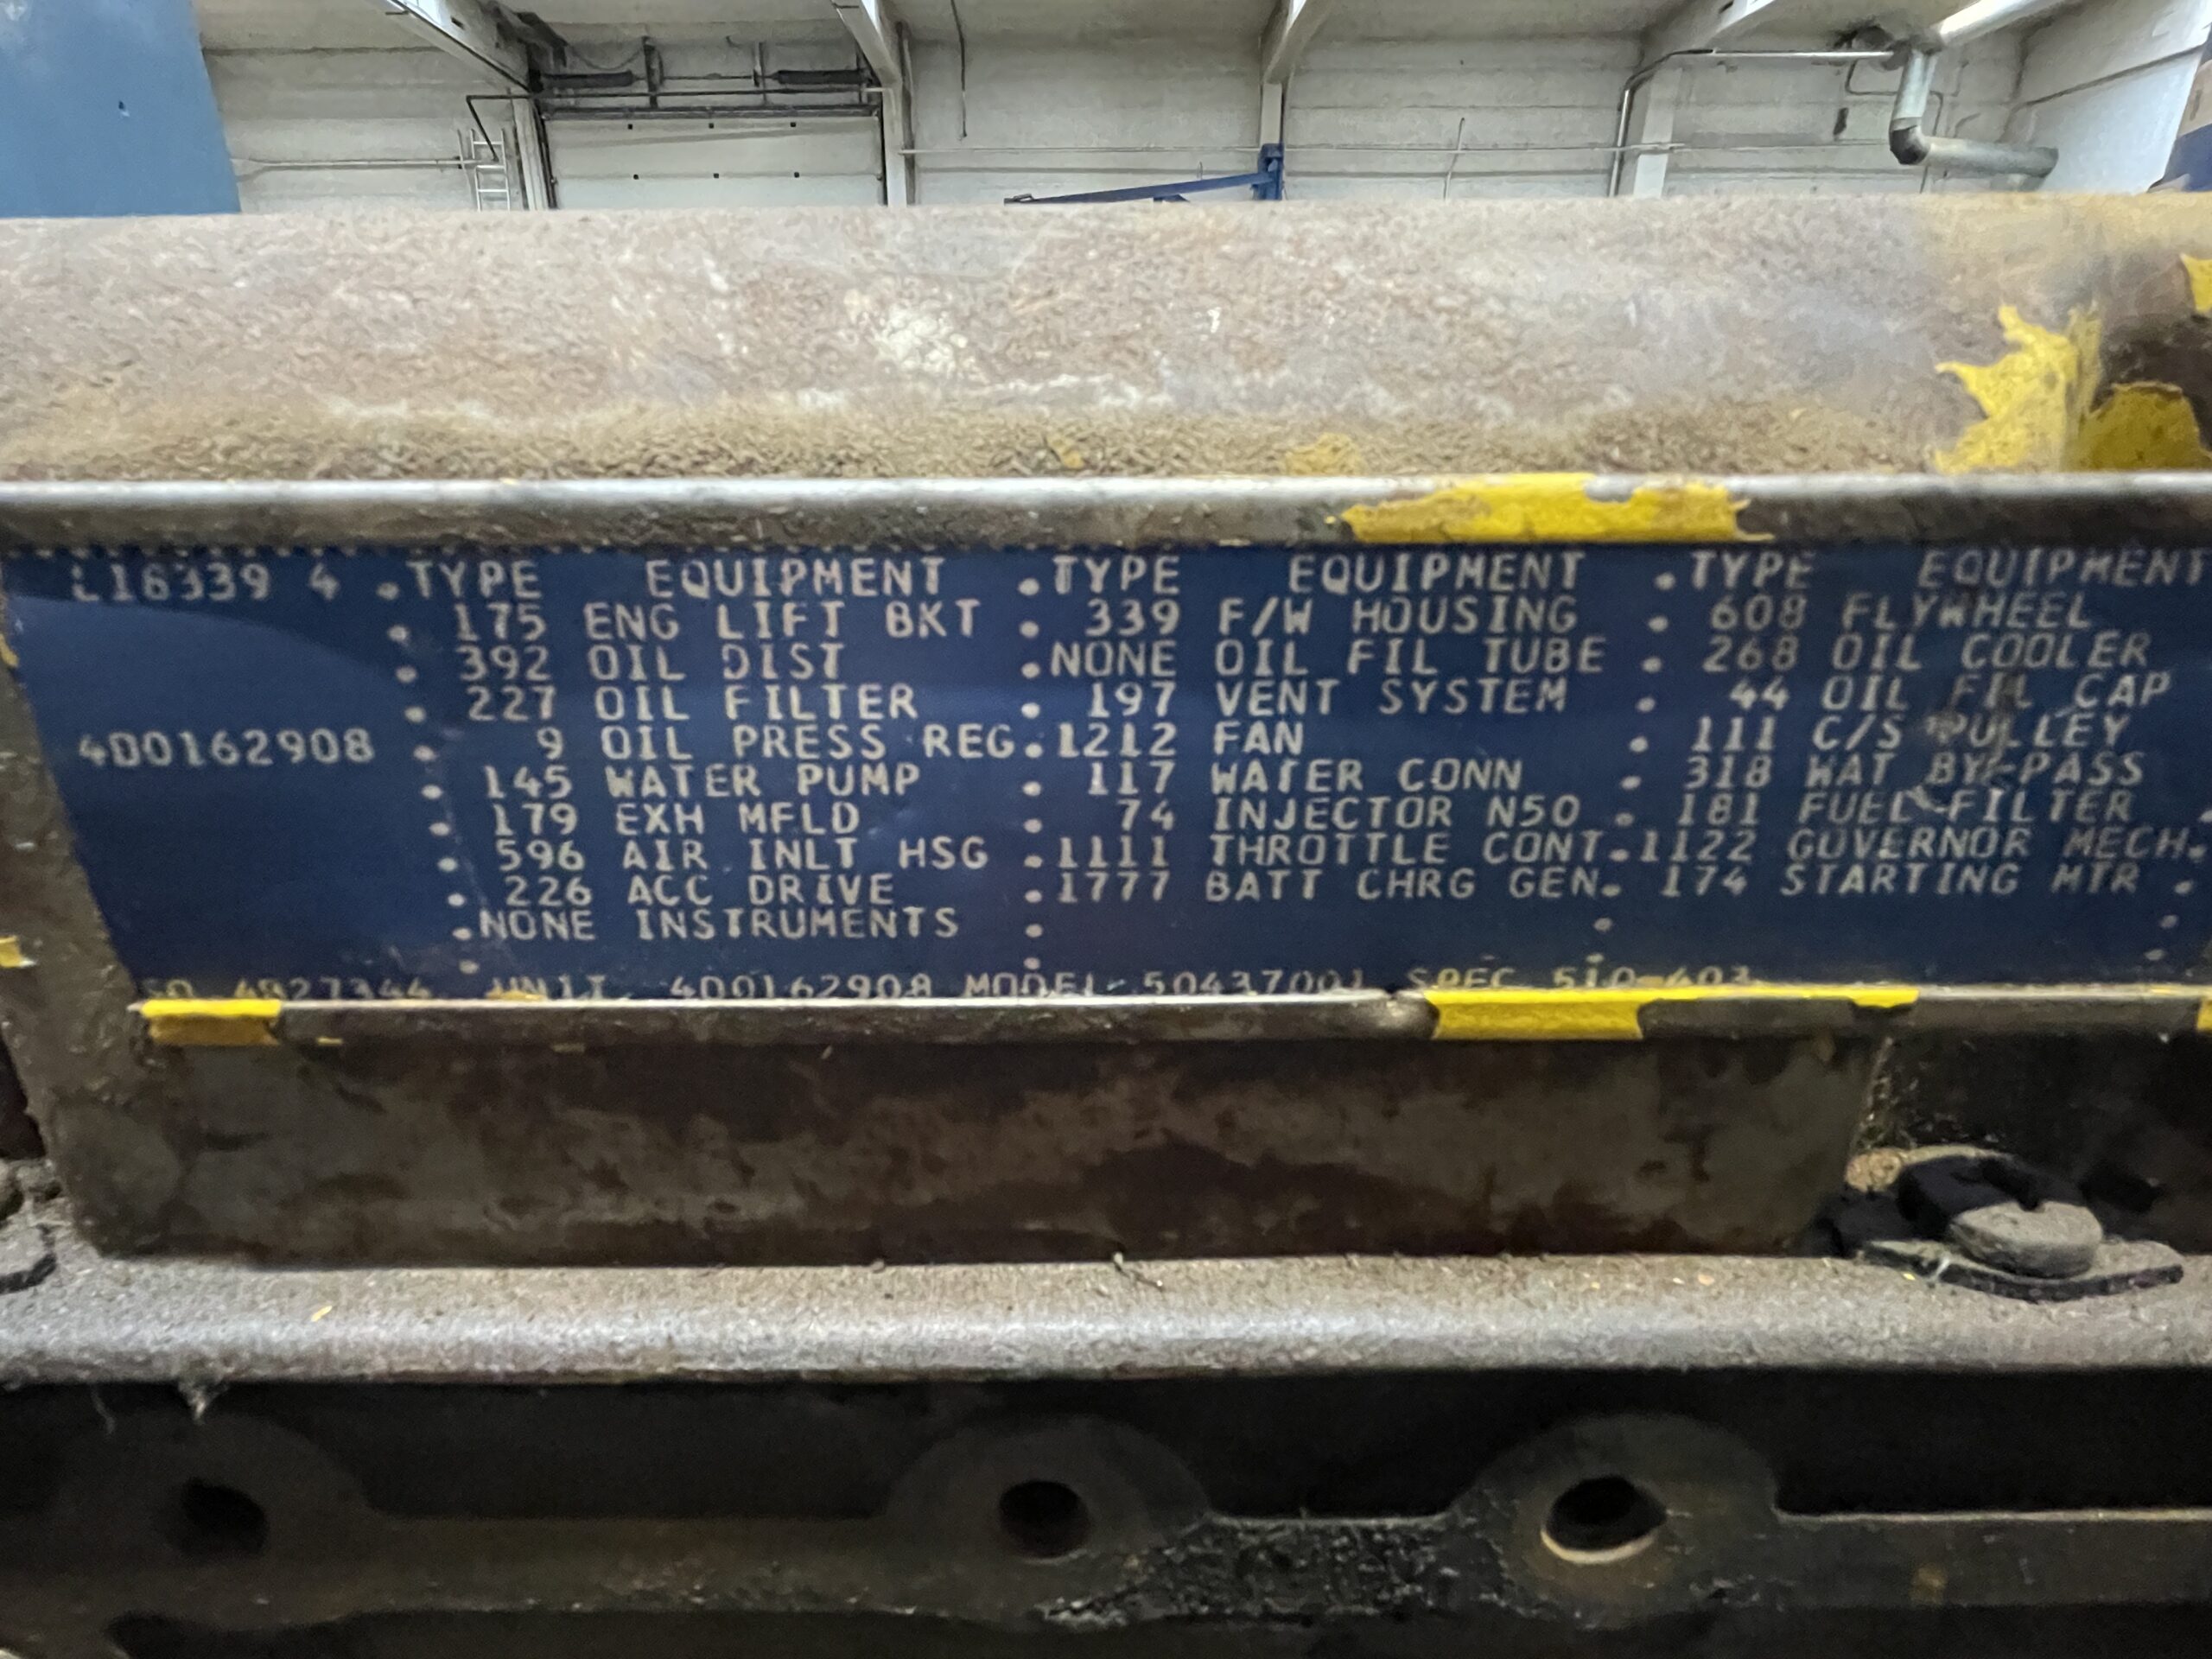 L16339 4 . TYPE EQUIPMENT . TYPE EQUIPMENT . TYPE EQUIPMENT
. 175 ENG LIFT BKT . 339 F/W HOUSING . 608 FLYWHEEL
. 392 OIL DIST . NONE OIL FIL TUBE . 268 OIL COOLER
. 227 OIL FILTER . 197 VENT SYSTEM . 44 OIL FIL CAP
4D0162908 . 9 OIL PRESS REG . 1212 FAN . 111 C/S PULLEY
. 145 WATER PUMP . 117 WATER CONN . 318 WAT BY-PASS
. 179 EXH MFLD . 74 INJECTOR N50 . 181 FUEL FILTER
. 596 AIR INLT HSG . 1111 THROTTLE CONT . 1122 GOVERNOR MECH.
. 226 ACC DRIVE . 1777 BATT CHRG GEN . 174 STARTING MTR .
. NONE INSTRUMENTS .
UNIT 4D0162908 MODEL-50437001 SPEC 510-403